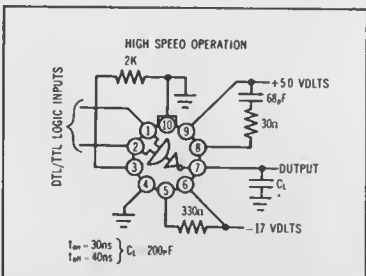 HIGH SPEED OPERATION
2K
DTL/TTL LOGIC INPUTS
+5.0 VOLTS
68pF
30Ω
1
10
9
2
8
3
7
OUTPUT
4
5
6
CL
330Ω
-17 VOLTS
ton - 30ns
toff - 40ns
} CL 200pF